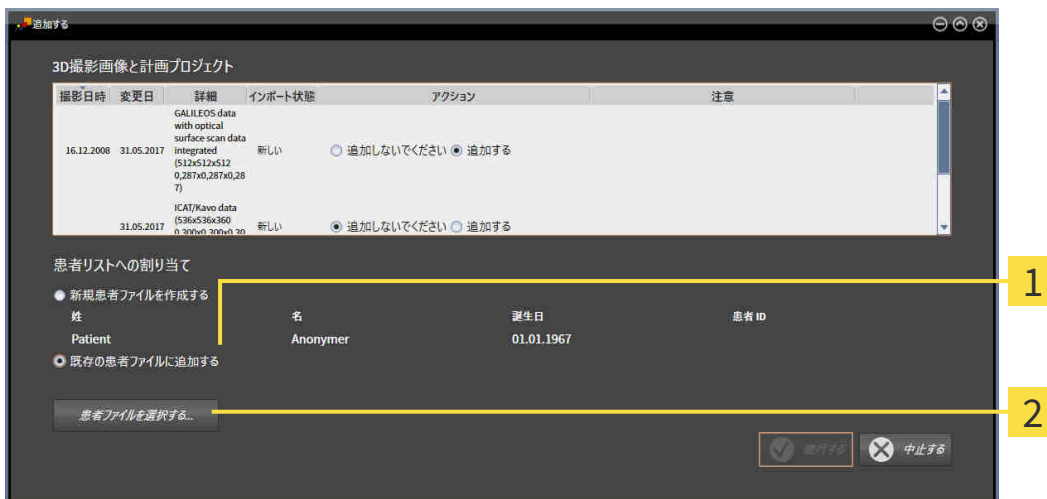 追加する
3D撮影画像と計画プロジェクト
撮影日時 変更日 詳細 インポート状態 アクション 注意
GALILEOS data
with optical
surface scan data
16.12.2008 31.05.2017 integrated 新しい 追加しないでください 追加する
(512x512x512
0,287x0,287x0,28
7)
ICAT/Kavo data
31.05.2017 (536x536x360 新しい 追加しないでください 追加する
0,300x0,300x0,30
患者リストへの割り当て
1
新規患者ファイルを作成する
姓 名 誕生日 患者 ID
Patient Anonymer 01.01.1967
既存の患者ファイルに追加する
患者ファイルを選択する...
2
中止する